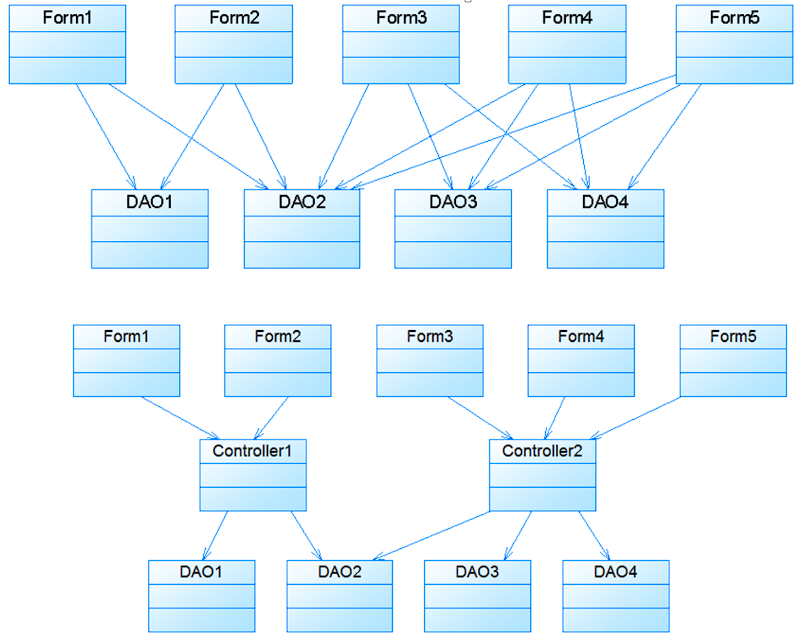 Form1 Form2 Form3 Form4 Form5
DAO1 DAO2 DAO3 DAO4
Form1 Form2 Form3 Form4 Form5
Controller1 Controller2
DAO1 DAO2 DAO3 DAO4